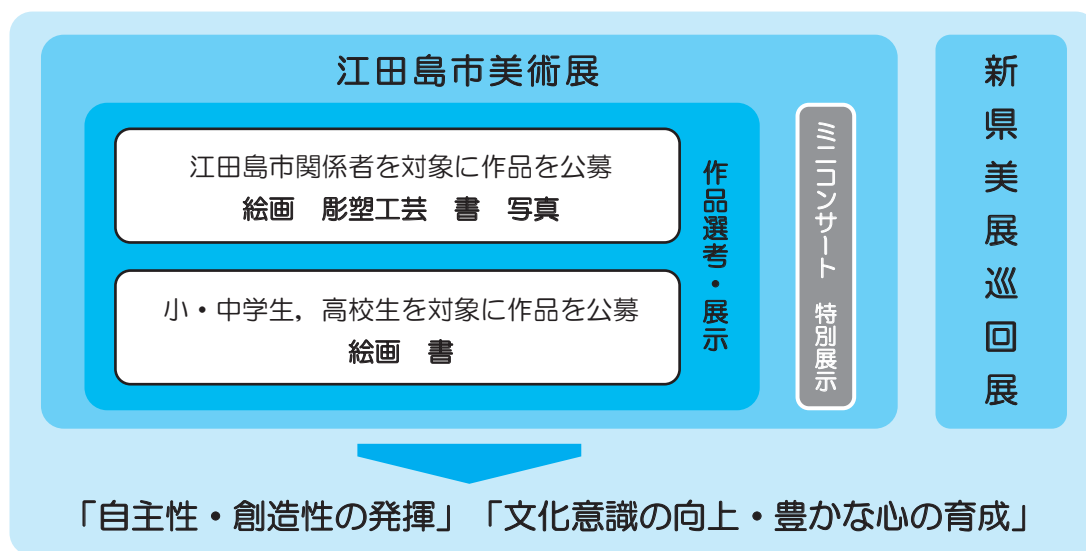 江田島市美術展
江田島市関係者を対象に作品を公募
絵画　彫塑工芸　書　写真
小・中学生，高校生を対象に作品を公募
絵画　書
作品選考・展示
ミニコンサート　特別展示
新県美展巡回展
「自主性・創造性の発揮」「文化意識の向上・豊かな心の育成」